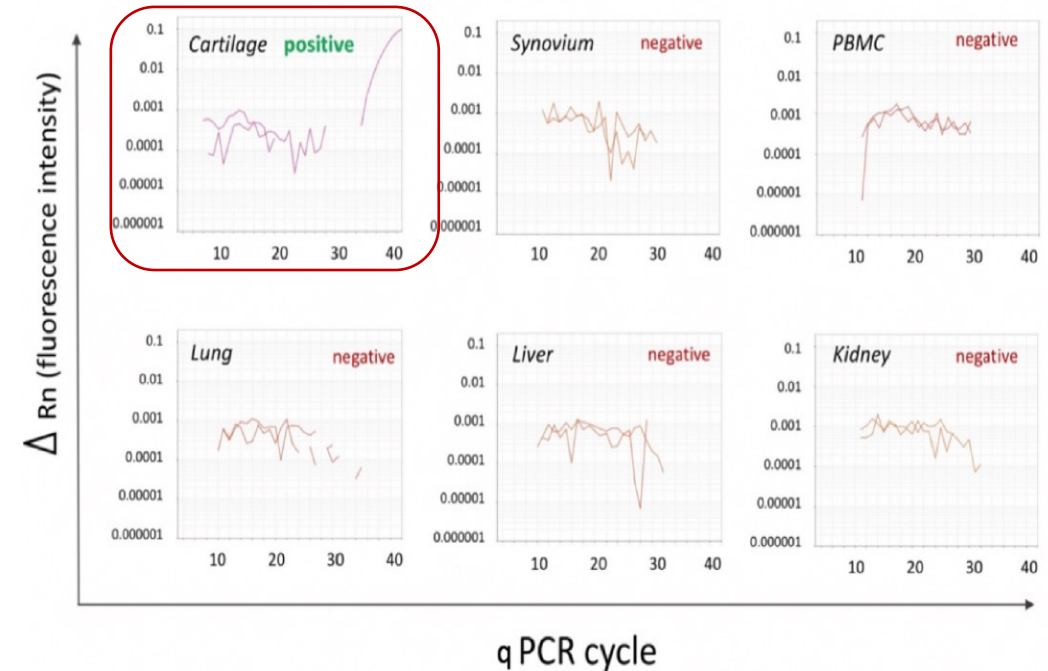 Δ Rn (fluorescence intensity)
Cartilage positive
0.1
0.01
0.001
0.0001
0.00001
0.000001
10 20 30 40
Synovium negative
0.1
0.01
0.001
0.0001
0.00001
0.000001
10 20 30 40
PBMC negative
0.1
0.01
0.001
0.0001
0.00001
0.000001
10 20 30 40
Lung negative
0.1
0.01
0.001
0.0001
0.00001
0.000001
10 20 30 40
Liver negative
0.1
0.01
0.001
0.0001
0.00001
0.000001
10 20 30 40
Kidney negative
0.1
0.01
0.001
0.0001
0.00001
0.000001
10 20 30 40
q PCR cycle